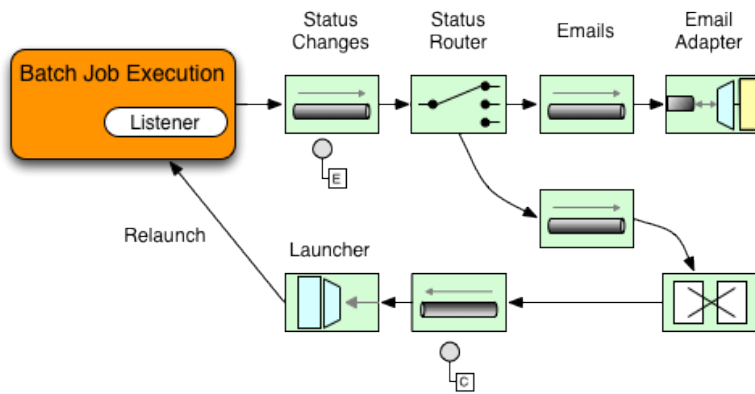 Status
Changes
Status
Router
Emails
Email
Adapter
Batch Job Execution
Listener
E
Relaunch
Launcher
C